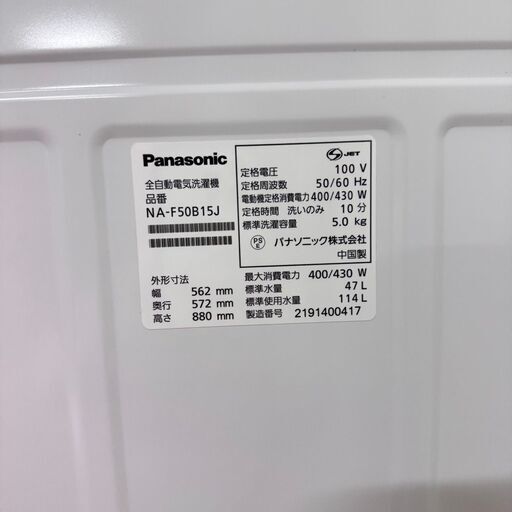 Panasonic
全自動電気洗濯機
品番
NA-F50B15J
外形寸法
幅 562 mm
奥行 572 mm
高さ 880 mm
S JET
定格電圧 100 V
定格周波数 50/60 Hz
電動機定格消費電力 400/430 W
定格時間 洗いのみ 10 分
標準洗濯容量 5.0 kg
PS E パナソニック株式会社
中国製
最大消費電力 400/430 W
標準水量 47 L
標準使用水量 114 L
製造番号 2191400417